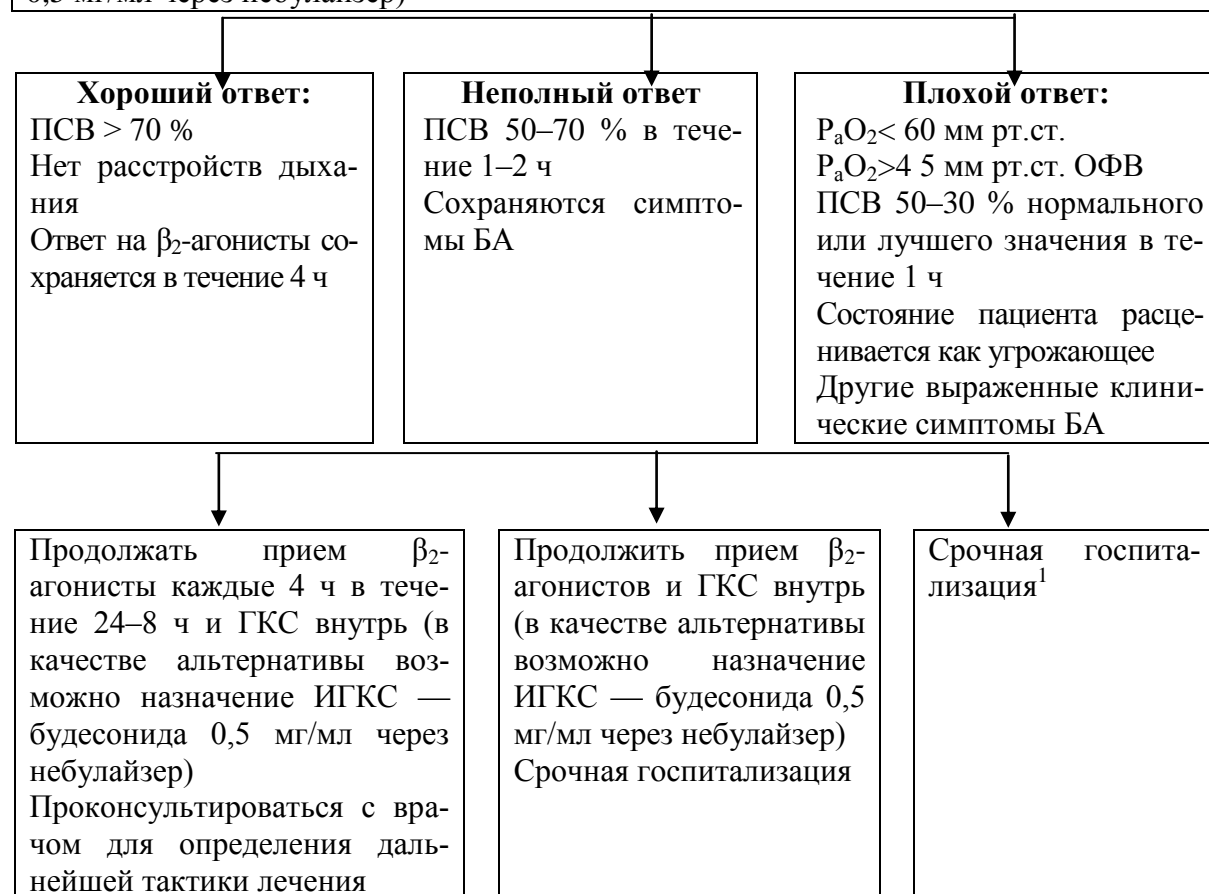 0,5 мг/мл через небулайзер)
Хороший ответ:
ПСВ > 70 %
Нет расстройств дыха-
ния
Ответ на β2-агонисты со-
храняется в течение 4 ч
Неполный ответ
ПСВ 50–70 % в тече-
ние 1–2 ч
Сохраняются симпто-
мы БА
Плохой ответ:
PaO2< 60 мм рт.ст.
PaO2>4 5 мм рт.ст. ОФВ
ПСВ 50–30 % нормального
или лучшего значения в те-
чение 1 ч
Состояние пациента расце-
нивается как угрожающее
Другие выраженные клини-
ческие симптомы БА
Продолжать прием β2-
агонисты каждые 4 ч в тече-
ние 24–8 ч и ГКС внутрь (в
качестве альтернативы воз-
можно назначение ИГКС —
будесонида 0,5 мг/мл через
небулайзер)
Проконсультироваться с вра-
чом для определения даль-
нейшей тактики лечения
Продолжить прием β2-
агонистов и ГКС внутрь
(в качестве альтернативы
возможно назначение
ИГКС — будесонида 0,5
мг/мл через небулайзер)
Срочная госпитализация
Срочная госпита-
лизация1